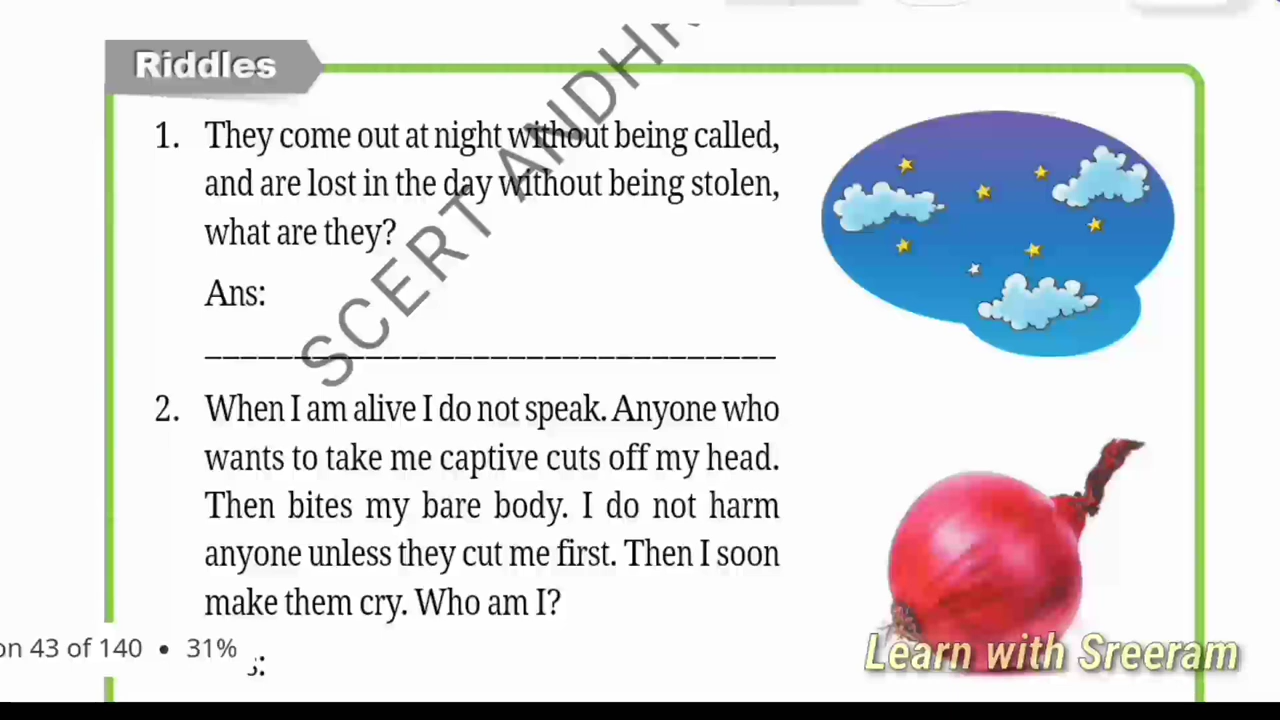 Riddles
1. They come out at night without being called,
and are lost in the day without being stolen,
what are they?
Ans:
SCERT ANDHR
2. When I am alive I do not speak. Anyone who
wants to take me captive cuts off my head.
Then bites my bare body. I do not harm
anyone unless they cut me first. Then I soon
make them cry. Who am I?
on 43 of 140 • 31%
s:
Learn with Sreeram